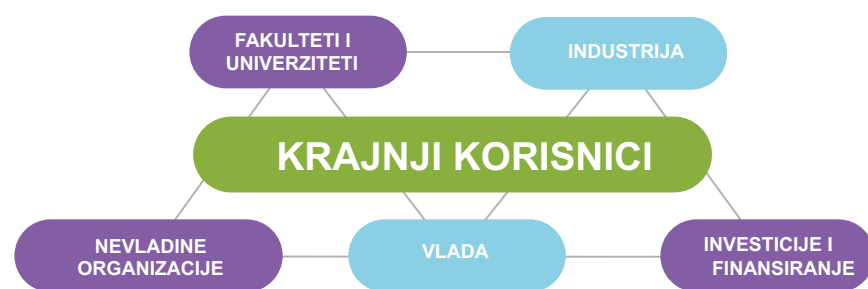 FAKULTETI I
UNIVERZITETI
INDUSTRIJA
KRAJNJI KORISNICI
NEVLADINE
ORGANIZACIJE
VLADA
INVESTICIJE I
FINANSIRANJE